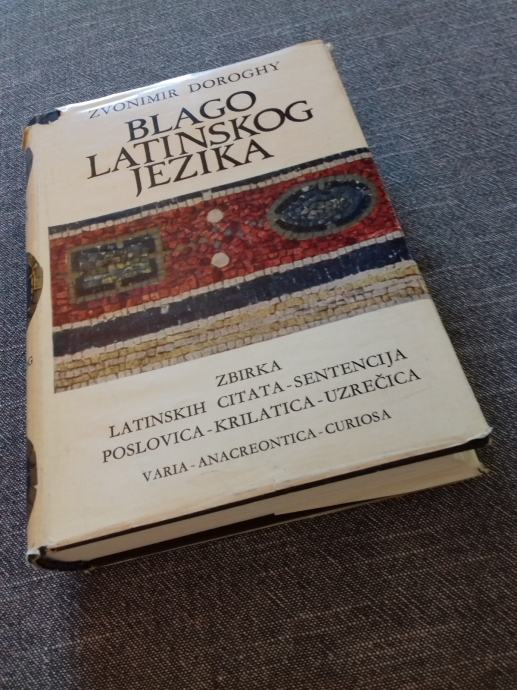 ZVONIMIR DOROGHY
BLAGO
LATINSKOG
JEZIKA
ZBIRKA
LATINSKIH CITATA-SENTENCIJA
POSLOVICA-KRILATICA-UZREČICA
VARIA-ANACREONTICA-CURIOSA